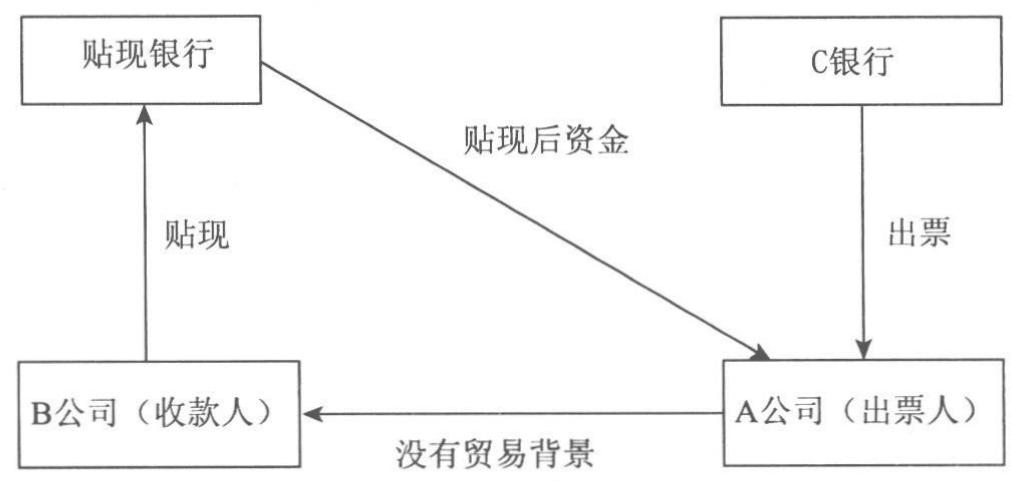 贴现银行
C银行
贴现后资金
贴现
出票
B公司（收款人）
A公司（出票人）
没有贸易背景